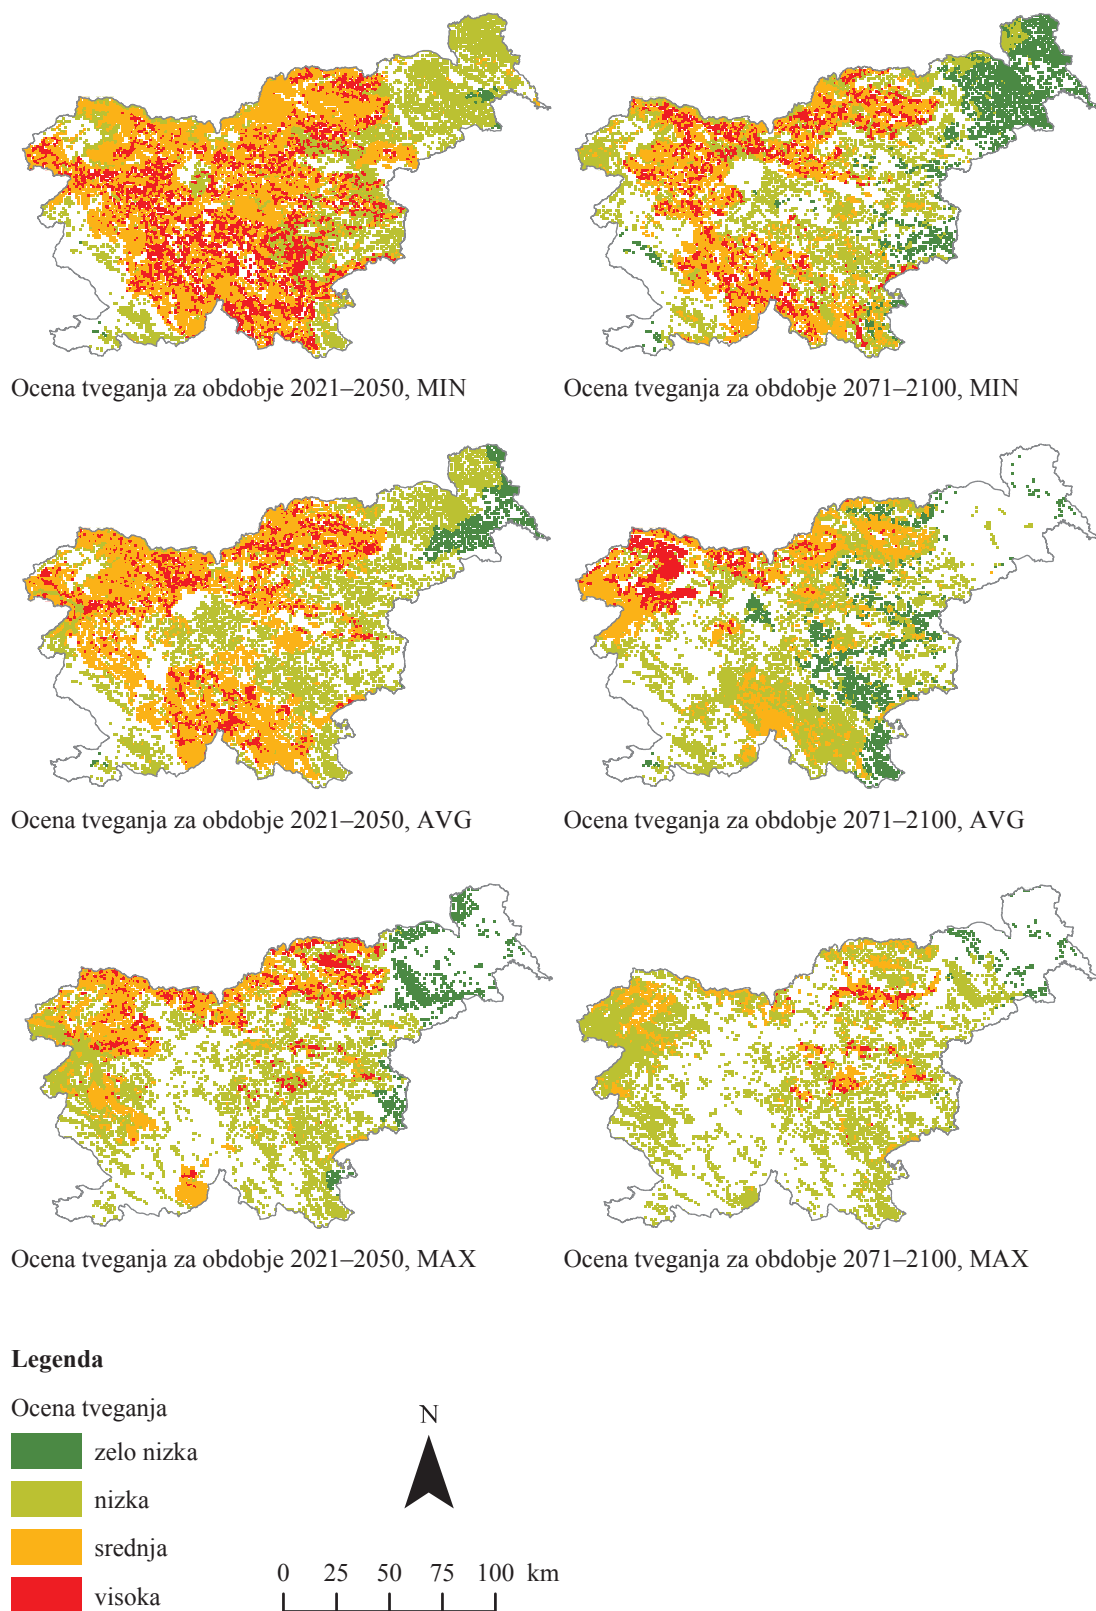 Ocena tveganja za obdobje 2021–2050, MIN
Ocena tveganja za obdobje 2071–2100, MIN
Ocena tveganja za obdobje 2021–2050, AVG
Ocena tveganja za obdobje 2071–2100, AVG
Ocena tveganja za obdobje 2021–2050, MAX
Ocena tveganja za obdobje 2071–2100, MAX
Legenda
Ocena tveganja
zelo nizka
nizka
srednja
visoka
N
0 25 50 75 100 km